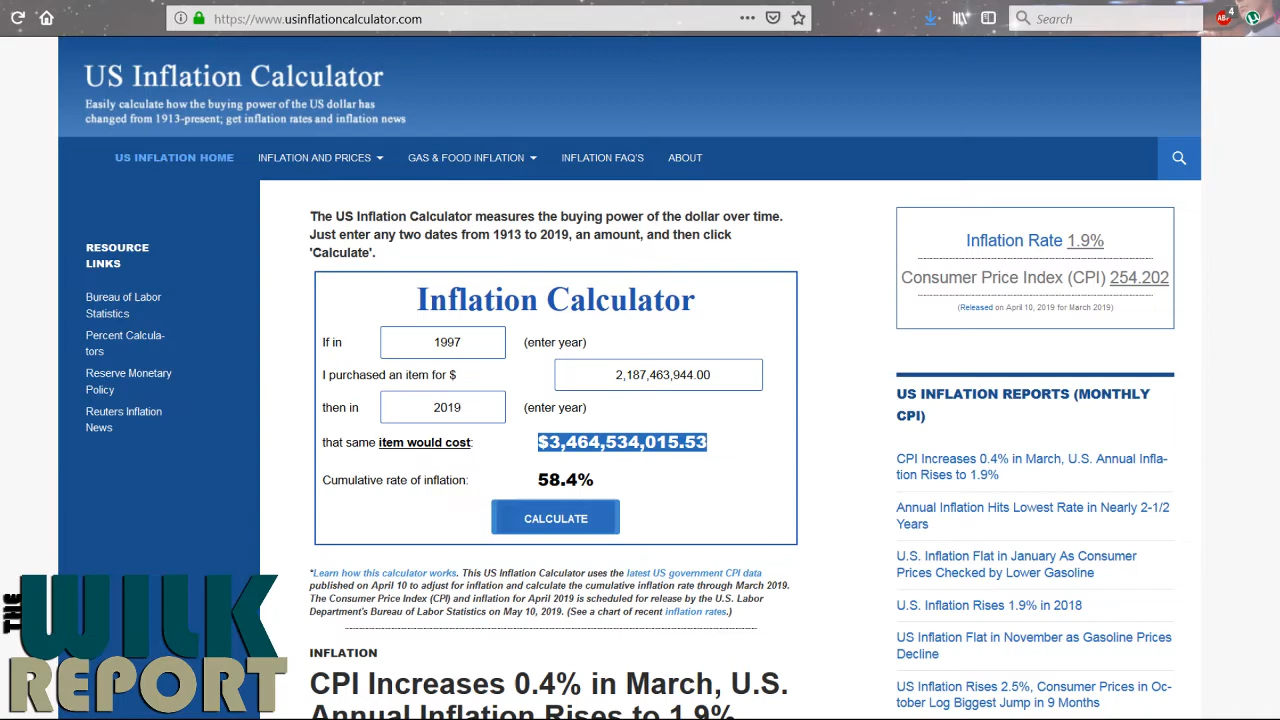 https://www.usinflationcalculator.com
Search
4
US Inflation Calculator
Easily calculate how the buying power of the US dollar has
changed from 1913-present; get inflation rates and inflation news
US INFLATION HOME
INFLATION AND PRICES
GAS & FOOD INFLATION
INFLATION FAQ'S
ABOUT
RESOURCE
LINKS
Bureau of Labor
Statistics
Percent Calcula-
tors
Reserve Monetary
Policy
Reuters Inflation
News
The US Inflation Calculator measures the buying power of the dollar over time.
Just enter any two dates from 1913 to 2019, an amount, and then click
'Calculate'.
Inflation Calculator
If in 1997 (enter year)
I purchased an item for $ 2,187,463,944.00
then in 2019 (enter year)
that same item would cost: $3,464,534,015.53
Cumulative rate of inflation: 58.4%
CALCULATE
*Learn how this calculator works. This US Inflation Calculator uses the latest US government CPI data
published on April 10 to adjust for inflation and calculate the cumulative inflation rate through March 2019.
The Consumer Price Index (CPI) and inflation for April 2019 is scheduled for release by the U.S. Labor
Department's Bureau of Labor Statistics on May 10, 2019. (See a chart of recent inflation rates.)
INFLATION
CPI Increases 0.4% in March, U.S.
Annual Inflation Rises to 1.9%
Inflation Rate 1.9%
Consumer Price Index (CPI) 254.202
(Released on April 10, 2019 for March 2019)
US INFLATION REPORTS (MONTHLY
CPI)
CPI Increases 0.4% in March, U.S. Annual Infla-
tion Rises to 1.9%
Annual Inflation Hits Lowest Rate in Nearly 2-1/2
Years
U.S. Inflation Flat in January As Consumer
Prices Checked by Lower Gasoline
U.S. Inflation Rises 1.9% in 2018
US Inflation Flat in November as Gasoline Prices
Decline
US Inflation Rises 2.5%, Consumer Prices in Oc-
tober Log Biggest Jump in 9 Months
THE
WILK
REPORT